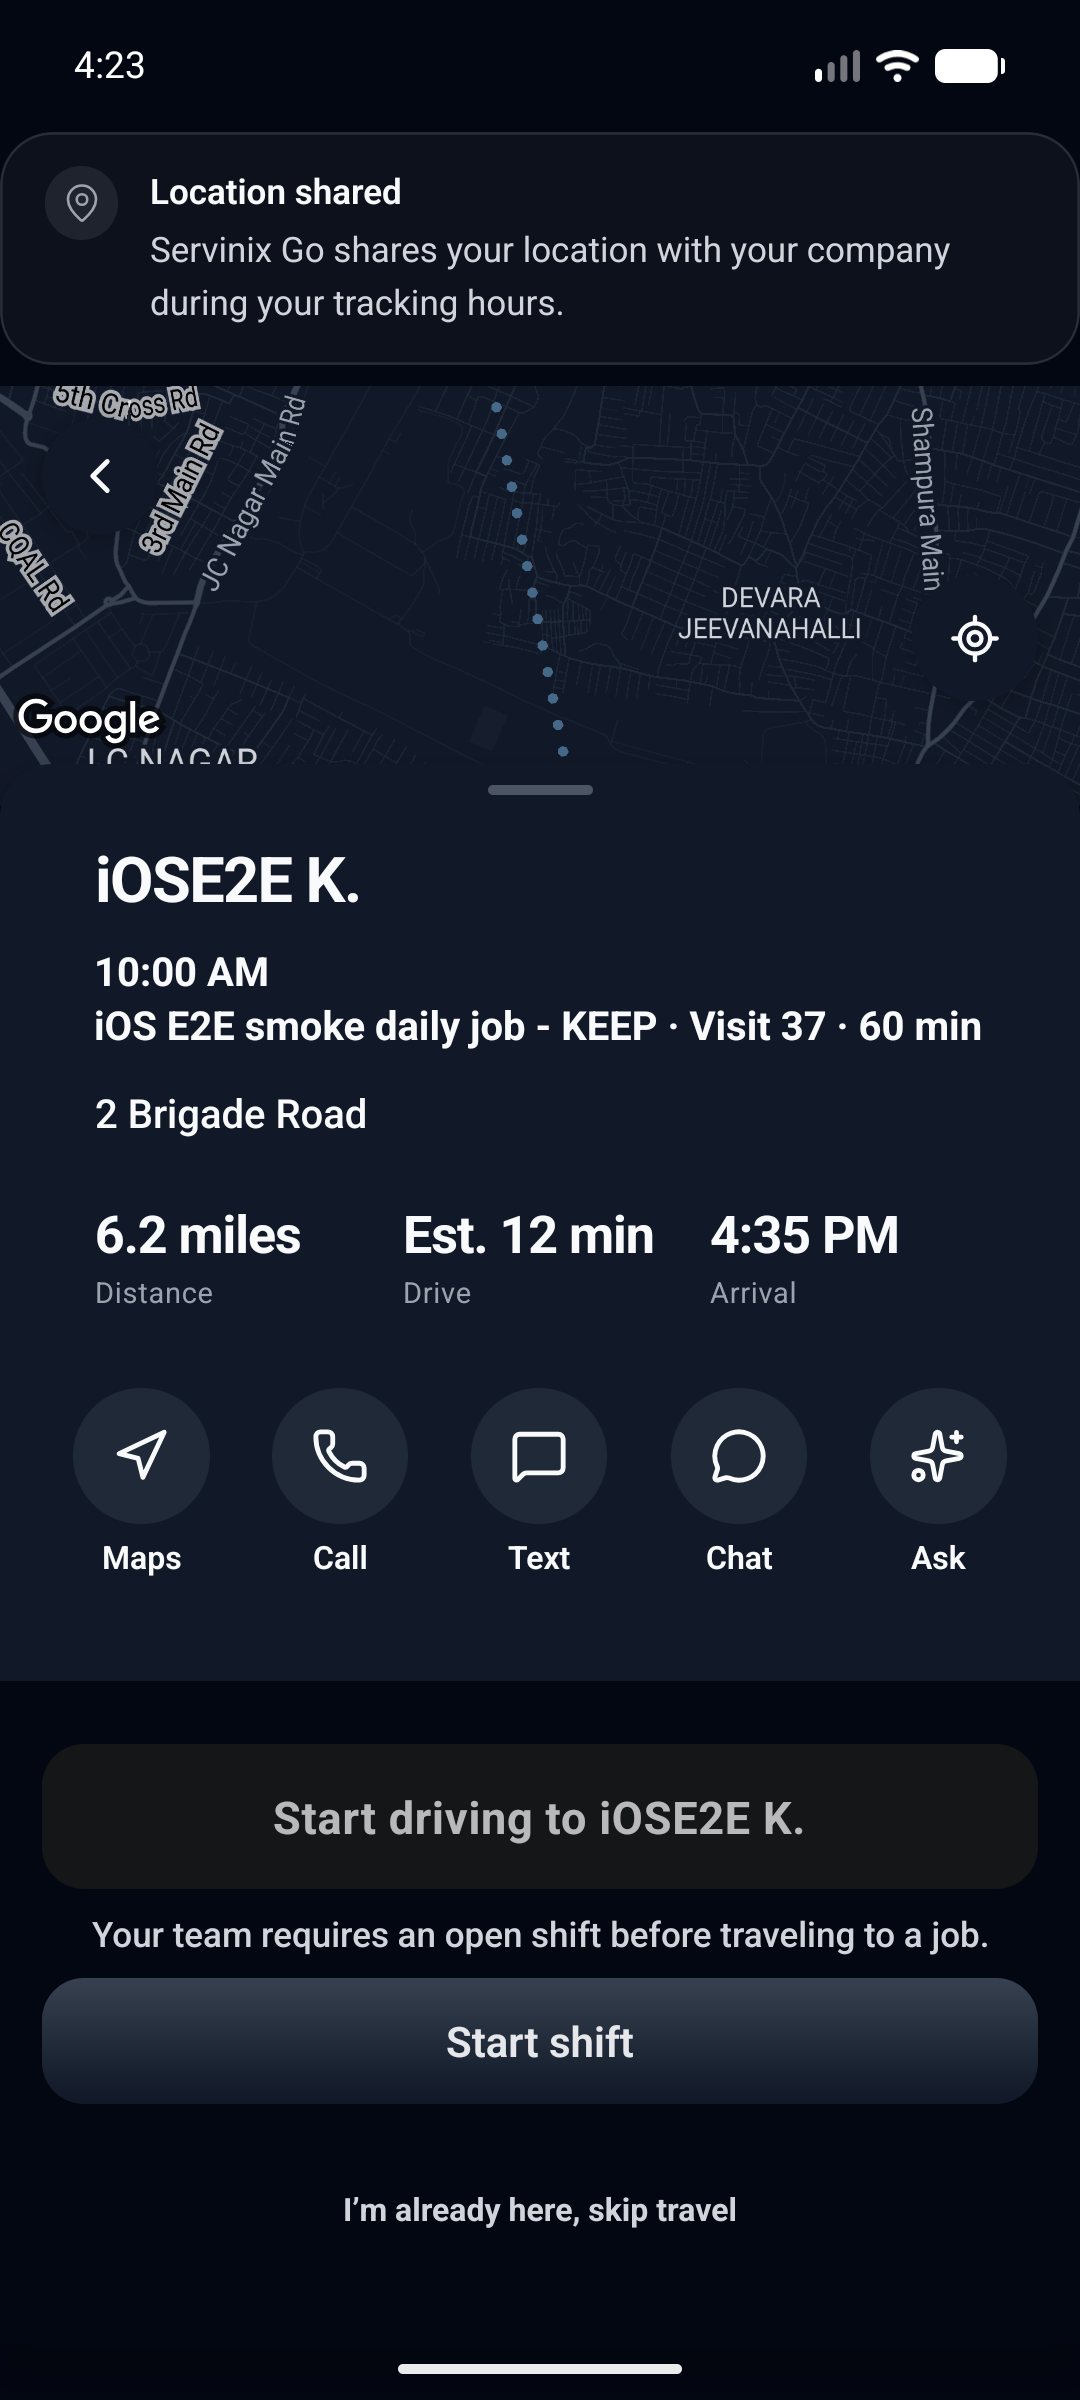 4:23
Location shared
Servinix Go shares your location with your company
during your tracking hours.
5th Cross Rd
3rd Main Rd
JC Nagar Main Rd
Shampura Main
COAL Rd
DEVARA
JEEVANAHALLI
Google
J.C NAGAR
iOSE2E K.
10:00 AM
iOS E2E smoke daily job - KEEP · Visit 37 · 60 min
2 Brigade Road
6.2 miles
Est. 12 min
4:35 PM
Distance
Drive
Arrival
Maps
Call
Text
Chat
Ask
Start driving to iOSE2E K.
Your team requires an open shift before traveling to a job.
Start shift
I’m already here, skip travel